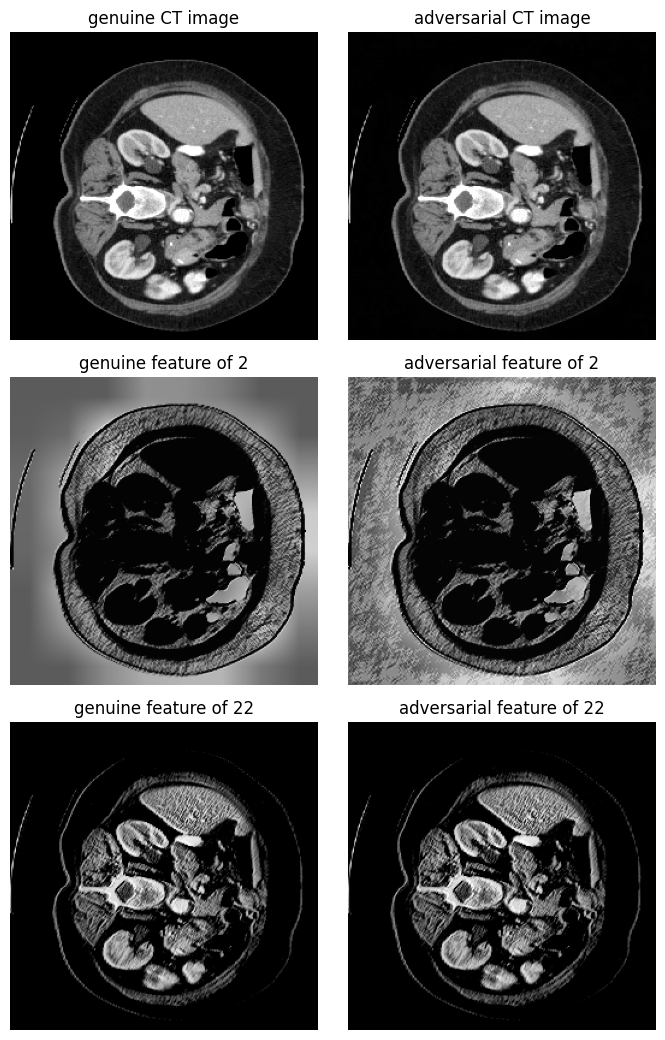 genuine CT image
adversarial CT image
genuine feature of 2
adversarial feature of 2
genuine feature of 22
adversarial feature of 22